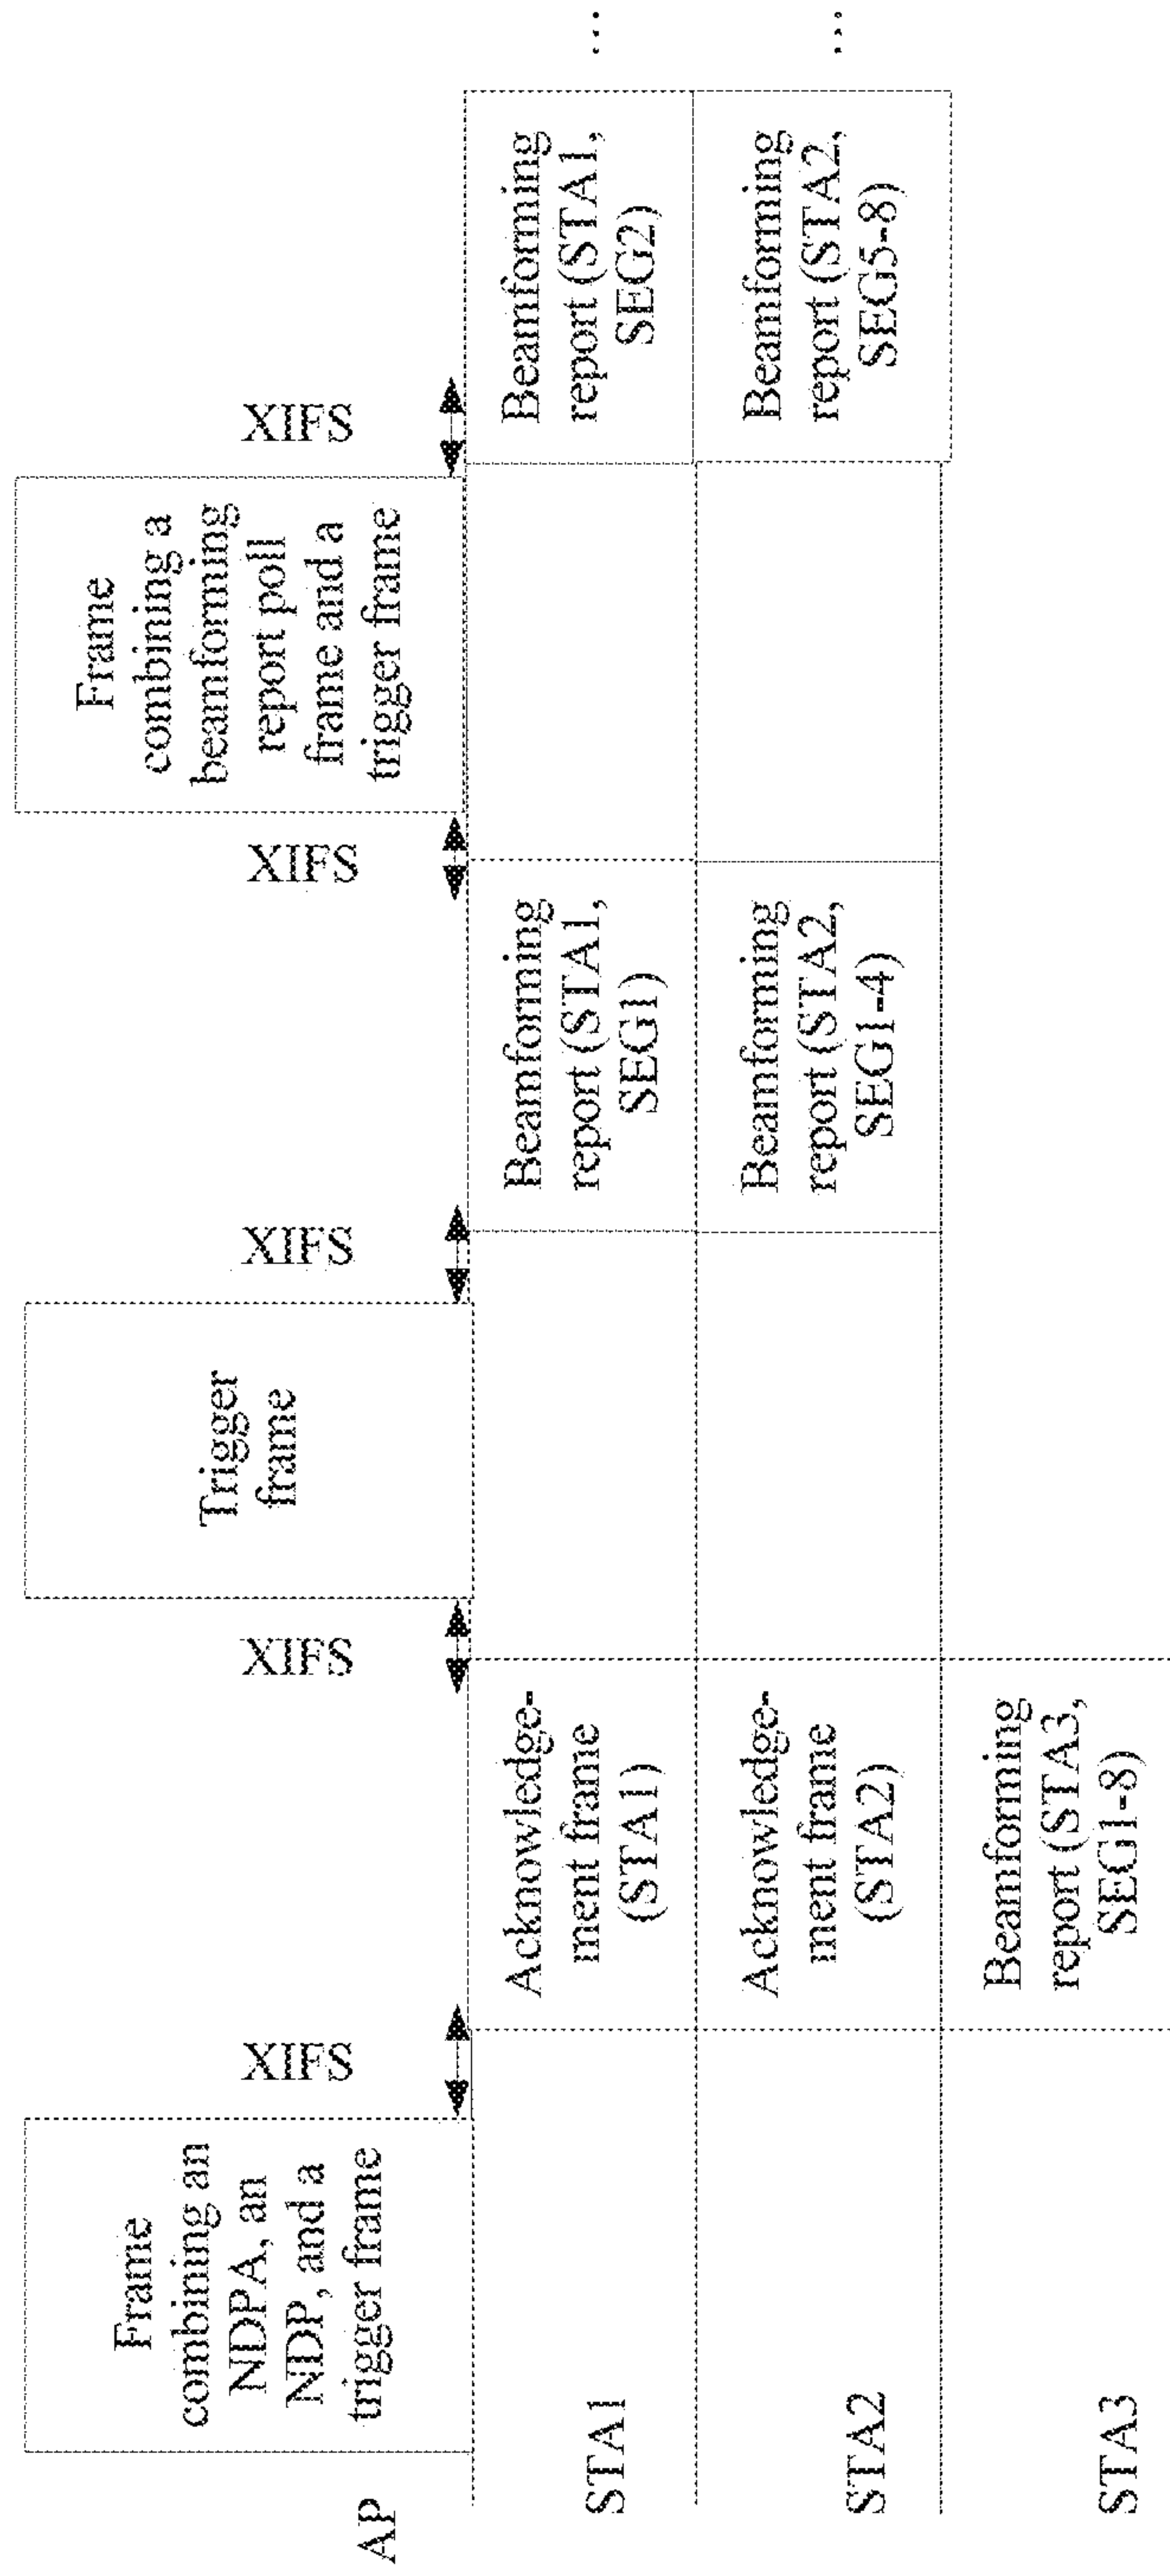 AP
Frame
combining an
NDPA, an
NDP, and a
trigger frame
XIFS
XIFS
Trigger
frame
XIFS
XIFS
Frame
combining a
beamforming
report poll
frame and a
trigger frame
XIFS
STA1
Acknowledge-
ment frame
(STA1)
Beamforming
report (STA1,
SEG1)
Beamforming
report (STA1,
SEG2)
...
STA2
Acknowledge-
ment frame
(STA2)
Beamforming
report (STA2,
SEG1-4)
Beamforming
report (STA2,
SEG5-8)
...
STA3
Beamforming
report (STA3,
SEG1-8)